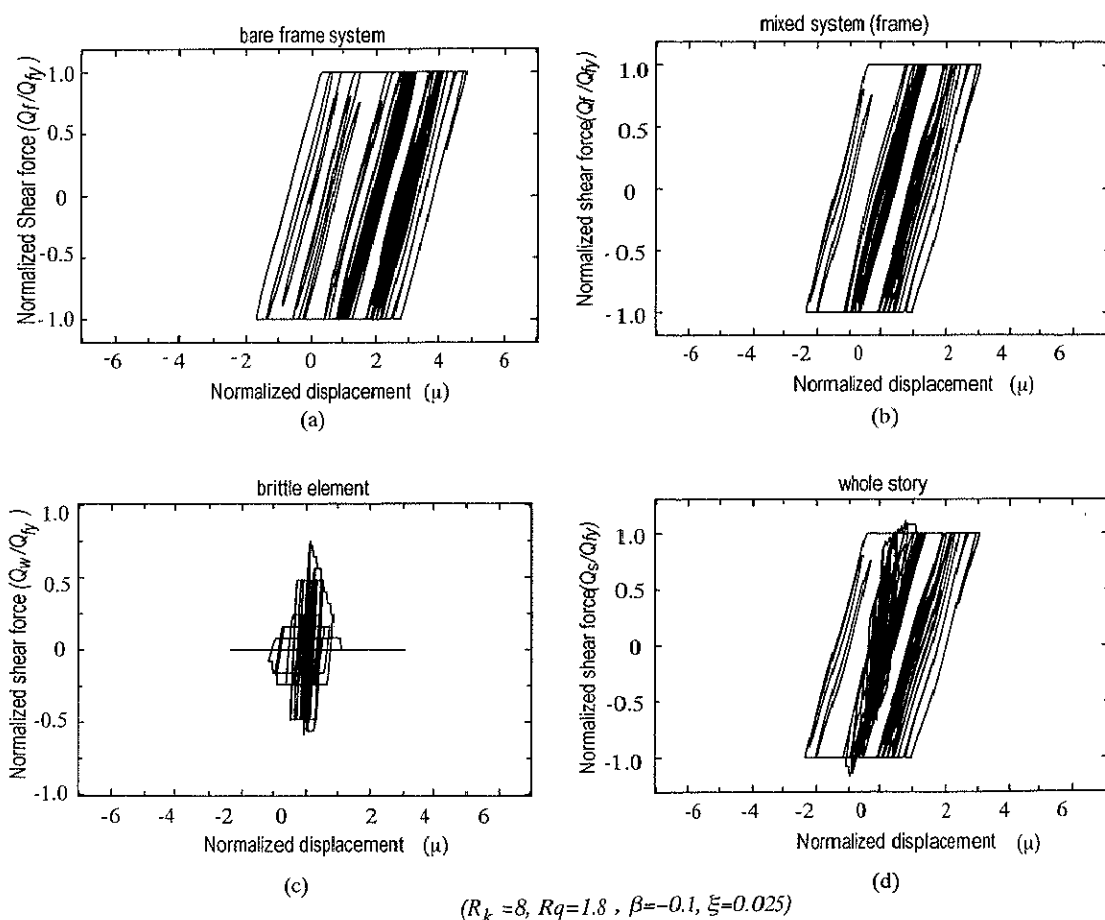 bare frame system
Normalized Shear force (Qf/Qfy)
1.0
0.5
0
-0.5
-1.0
-6 -4 -2 0 2 4 6
Normalized displacement (μ)
(a)
mixed system (frame)
Normalized shear force(Qf/Qfy)
1.0
0.5
0
-0.5
-1.0
-6 -4 -2 0 2 4 6
Normalized displacement (μ)
(b)
brittle element
Normalized shear force (Qw/Qfy)
1.0
0.5
0
-0.5
-1.0
-6 -4 -2 0 2 4 6
Normalized displacement (μ)
(c)
whole story
Normalized shear force(Qs/Qfy)
1.0
0.5
0
-0.5
-1.0
-6 -4 -2 0 2 4 6
Normalized displacement (μ)
(d)
(Rk =8, Rq=1.8 , β=-0.1, ξ=0.025)